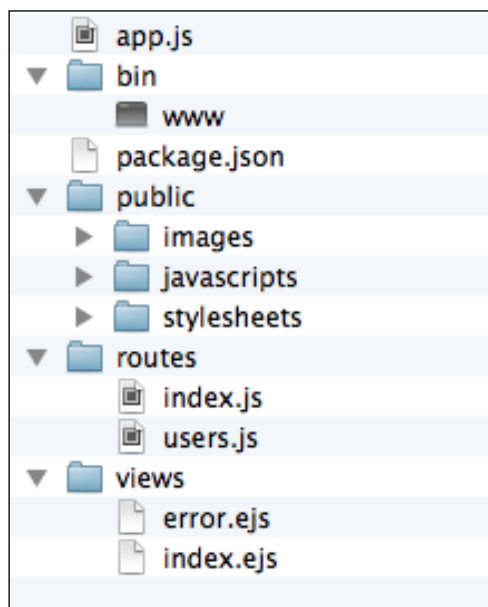 app.js
bin
www
package.json
public
images
javascripts
stylesheets
routes
index.js
users.js
views
error.ejs
index.ejs